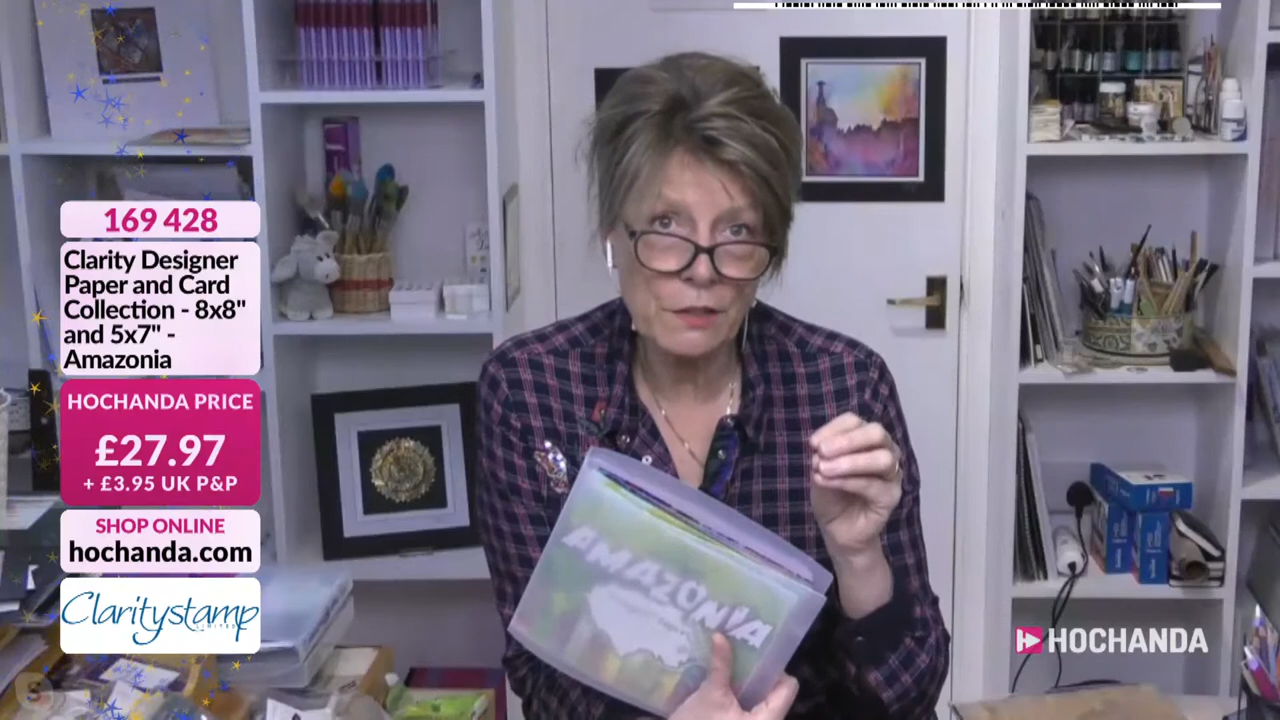 169 428
Clarity Designer
Paper and Card
Collection - 8x8"
and 5x7" -
Amazonia
HOCHANDA PRICE
£27.97
+ £3.95 UK P&P
SHOP ONLINE
hochanda.com
Claritystamp
LIMITED
AMAZONIA
HOCHANDA